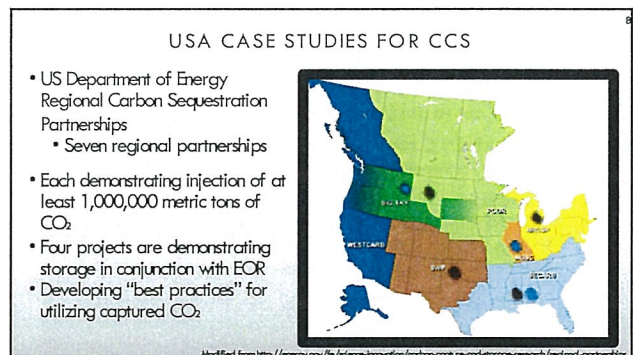 8
USA CASE STUDIES FOR CCS
• US Department of Energy
Regional Carbon Sequestration
Partnerships
• Seven regional partnerships
• Each demonstrating injection of at
least 1,000,000 metric tons of
CO₂
• Four projects are demonstrating
storage in conjunction with EOR
• Developing "best practices" for
utilizing captured CO₂
BIG SKY
PCOR
WESTCARB
SWP
SECARB